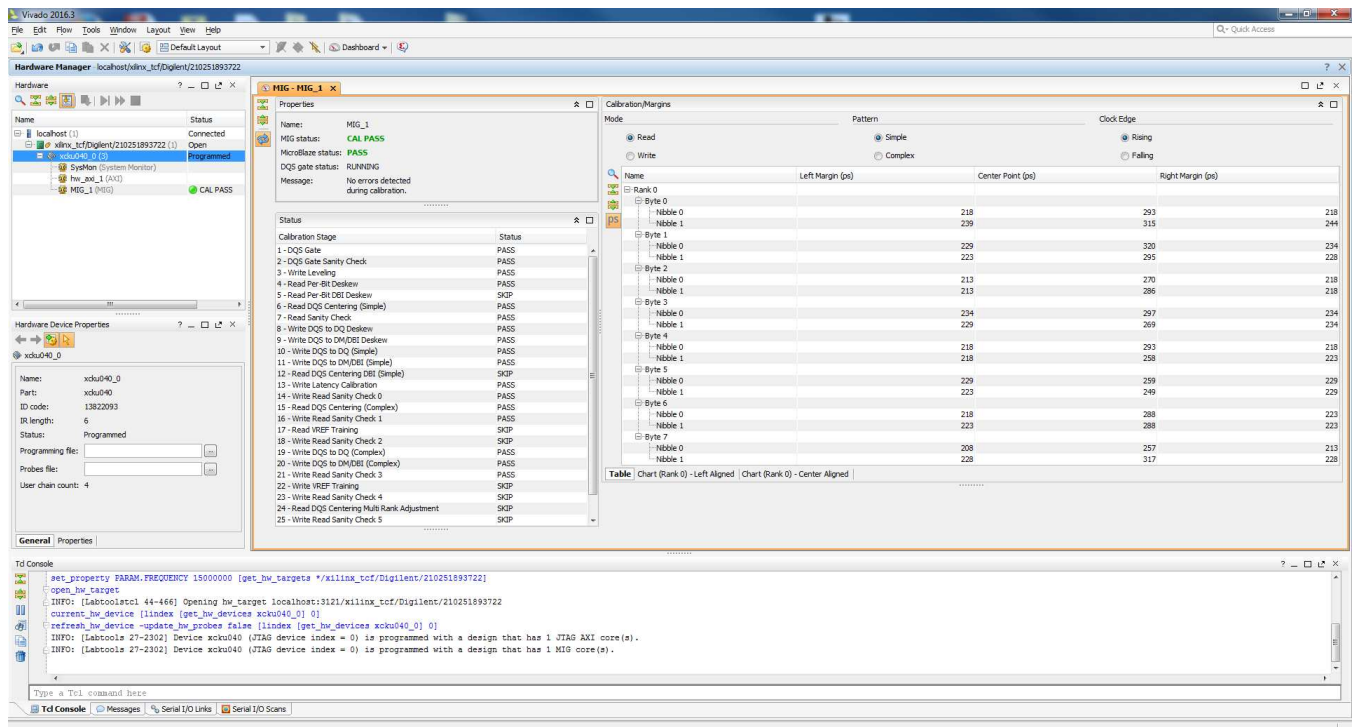 Vivado 2016.3
File Edit Flow Tools Window Layout View Help
Q- Quick Access
Default Layout
Dashboard
Hardware Manager - localhost/xilinx_tcf/Digilent/210251893722
Hardware
Name Status
localhost (1) Connected
xilinx_tcf/Digilent/210251893722 (1) Open
xcku040_0 (3) Programmed
SysMon (System Monitor)
hw_axi_1 (AXI)
MIG_1 (MIG) CAL PASS
Hardware Device Properties
xcku040_0
Name: xcku040_0
Part: xcku040
ID code: 13822093
IR length: 6
Status: Programmed
Programming file:
Probes file:
User chain count: 4
General Properties
MIG - MIG_1
Properties
Name: MIG_1
MIG status: CAL PASS
MicroBlaze status: PASS
DQS gate status: RUNNING
Message: No errors detected
during calibration.
Status
Calibration Stage Status
1 - DQS Gate PASS
2 - DQS Gate Sanity Check PASS
3 - Write Leveling PASS
4 - Read Per-Bit Deskew PASS
5 - Read Per-Bit DBI Deskew SKIP
6 - Read DQS Centering (Simple) PASS
7 - Read Sanity Check PASS
8 - Write DQS to DQ Deskew PASS
9 - Write DQS to DM/DBI Deskew PASS
10 - Write DQS to DQ (Simple) PASS
11 - Write DQS to DM/DBI (Simple) PASS
12 - Read DQS Centering DBI (Simple) SKIP
13 - Write Latency Calibration PASS
14 - Write Read Sanity Check 0 PASS
15 - Read DQS Centering (Complex) PASS
16 - Write Read Sanity Check 1 PASS
17 - Read VREF Training SKIP
18 - Write Read Sanity Check 2 SKIP
19 - Write DQS to DQ (Complex) PASS
20 - Write DQS to DM/DBI (Complex) PASS
21 - Write Read Sanity Check 3 PASS
22 - Write VREF Training SKIP
23 - Write Read Sanity Check 4 SKIP
24 - Read DQS Centering Multi Rank Adjustment SKIP
25 - Write Read Sanity Check 5 SKIP
Calibration/Margins
Mode Pattern Clock Edge
Read Simple Rising
Write Complex Falling
ps
Name Left Margin (ps) Center Point (ps) Right Margin (ps)
Rank 0
Byte 0
Nibble 0 218 293 218
Nibble 1 239 315 244
Byte 1
Nibble 0 229 320 234
Nibble 1 223 295 228
Byte 2
Nibble 0 213 270 218
Nibble 1 213 286 218
Byte 3
Nibble 0 234 297 234
Nibble 1 229 269 234
Byte 4
Nibble 0 218 293 218
Nibble 1 218 258 223
Byte 5
Nibble 0 229 259 229
Nibble 1 223 249 229
Byte 6
Nibble 0 218 288 223
Nibble 1 223 288 223
Byte 7
Nibble 0 208 257 213
Nibble 1 228 317 228
Table Chart (Rank 0) - Left Aligned Chart (Rank 0) - Center Aligned
Tcl Console
set_property PARAM.FREQUENCY 15000000 [get_hw_targets */xilinx_tcf/Digilent/210251893722]
open_hw_target
INFO: [Labtoolstcl 44-466] Opening hw_target localhost:3121/xilinx_tcf/Digilent/210251893722
current_hw_device [lindex [get_hw_devices xcku040_0] 0]
refresh_hw_device -update_hw_probes false [lindex [get_hw_devices xcku040_0] 0]
INFO: [Labtools 27-2302] Device xcku040 (JTAG device index = 0) is programmed with a design that has 1 JTAG AXI core(s).
INFO: [Labtools 27-2302] Device xcku040 (JTAG device index = 0) is programmed with a design that has 1 MIG core(s).
Type a Tcl command here
Tcl Console Messages Serial I/O Links Serial I/O Scans